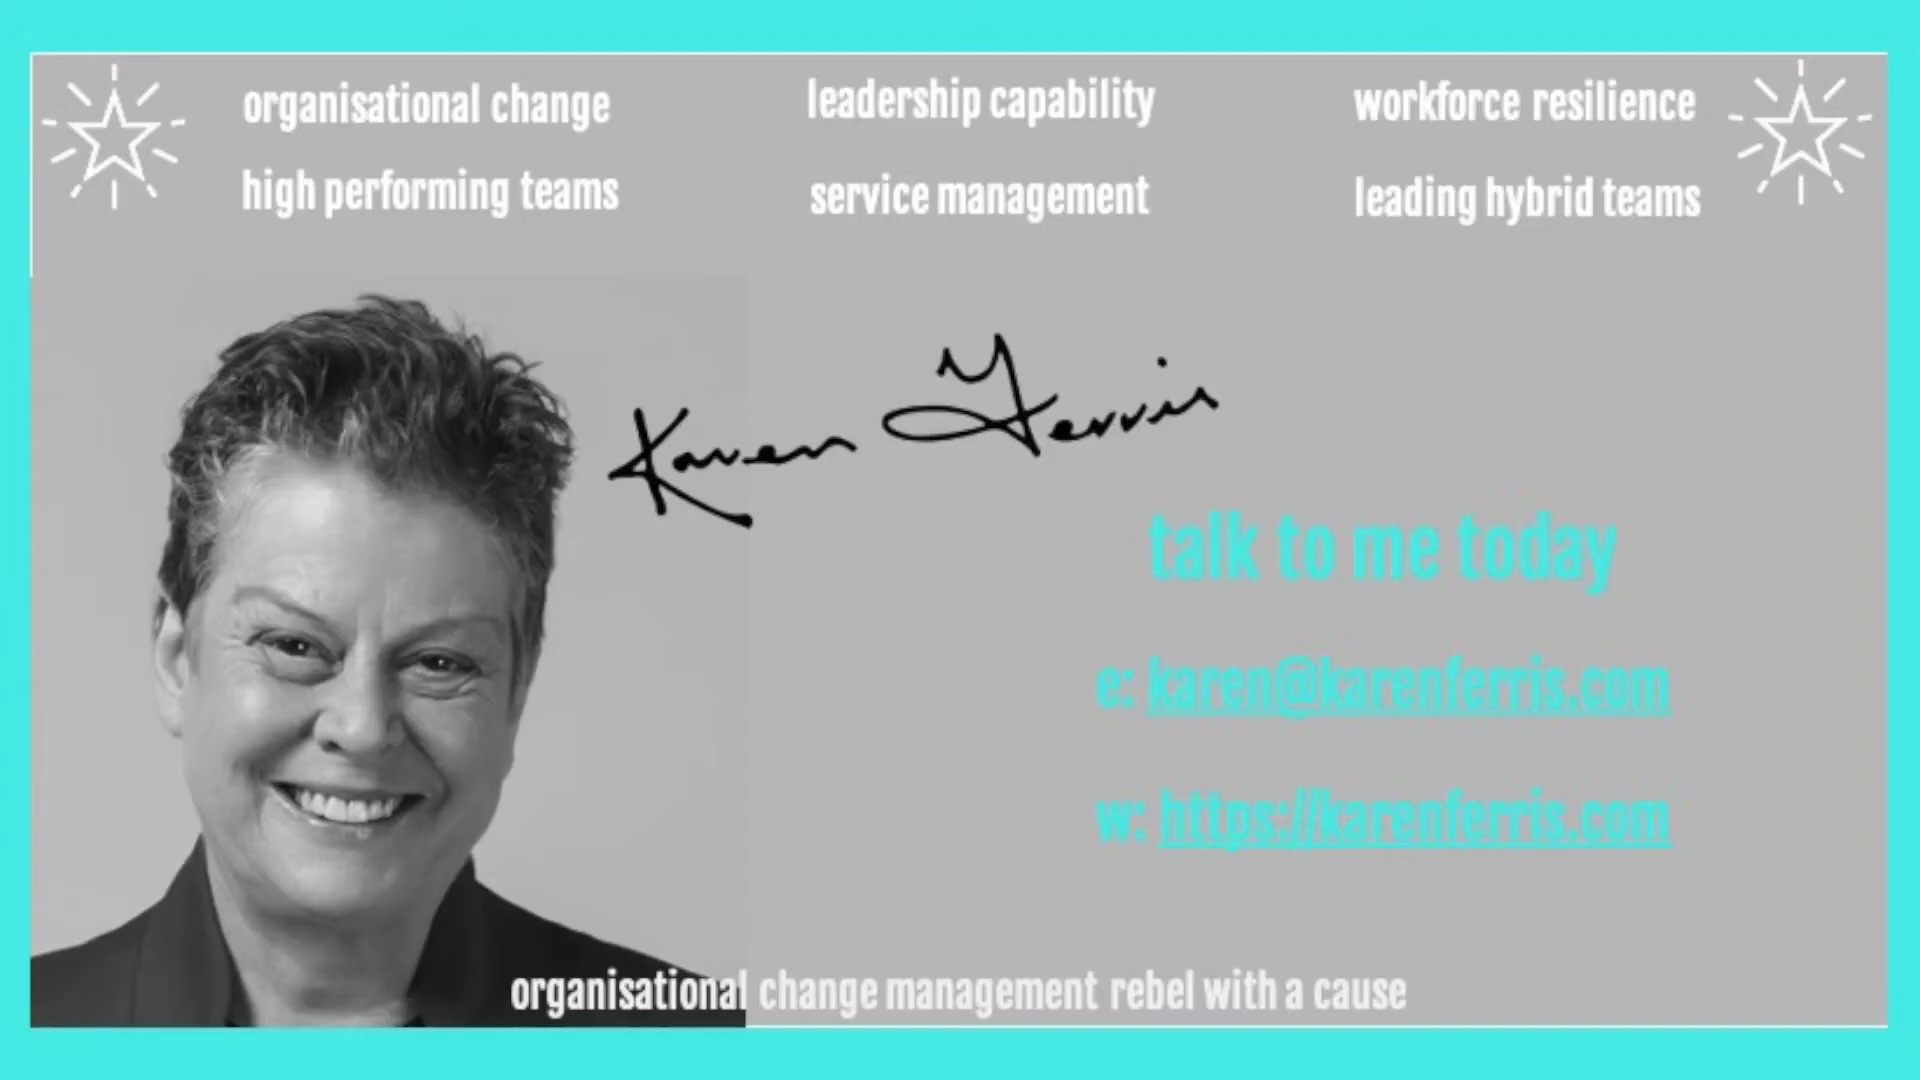 organisational change
leadership capability
workforce resilience
high performing teams
service management
leading hybrid teams
Karen Ferris
talk to me today
e: karen@karenferris.com
w: https://karenferris.com
organisational change management rebel with a cause